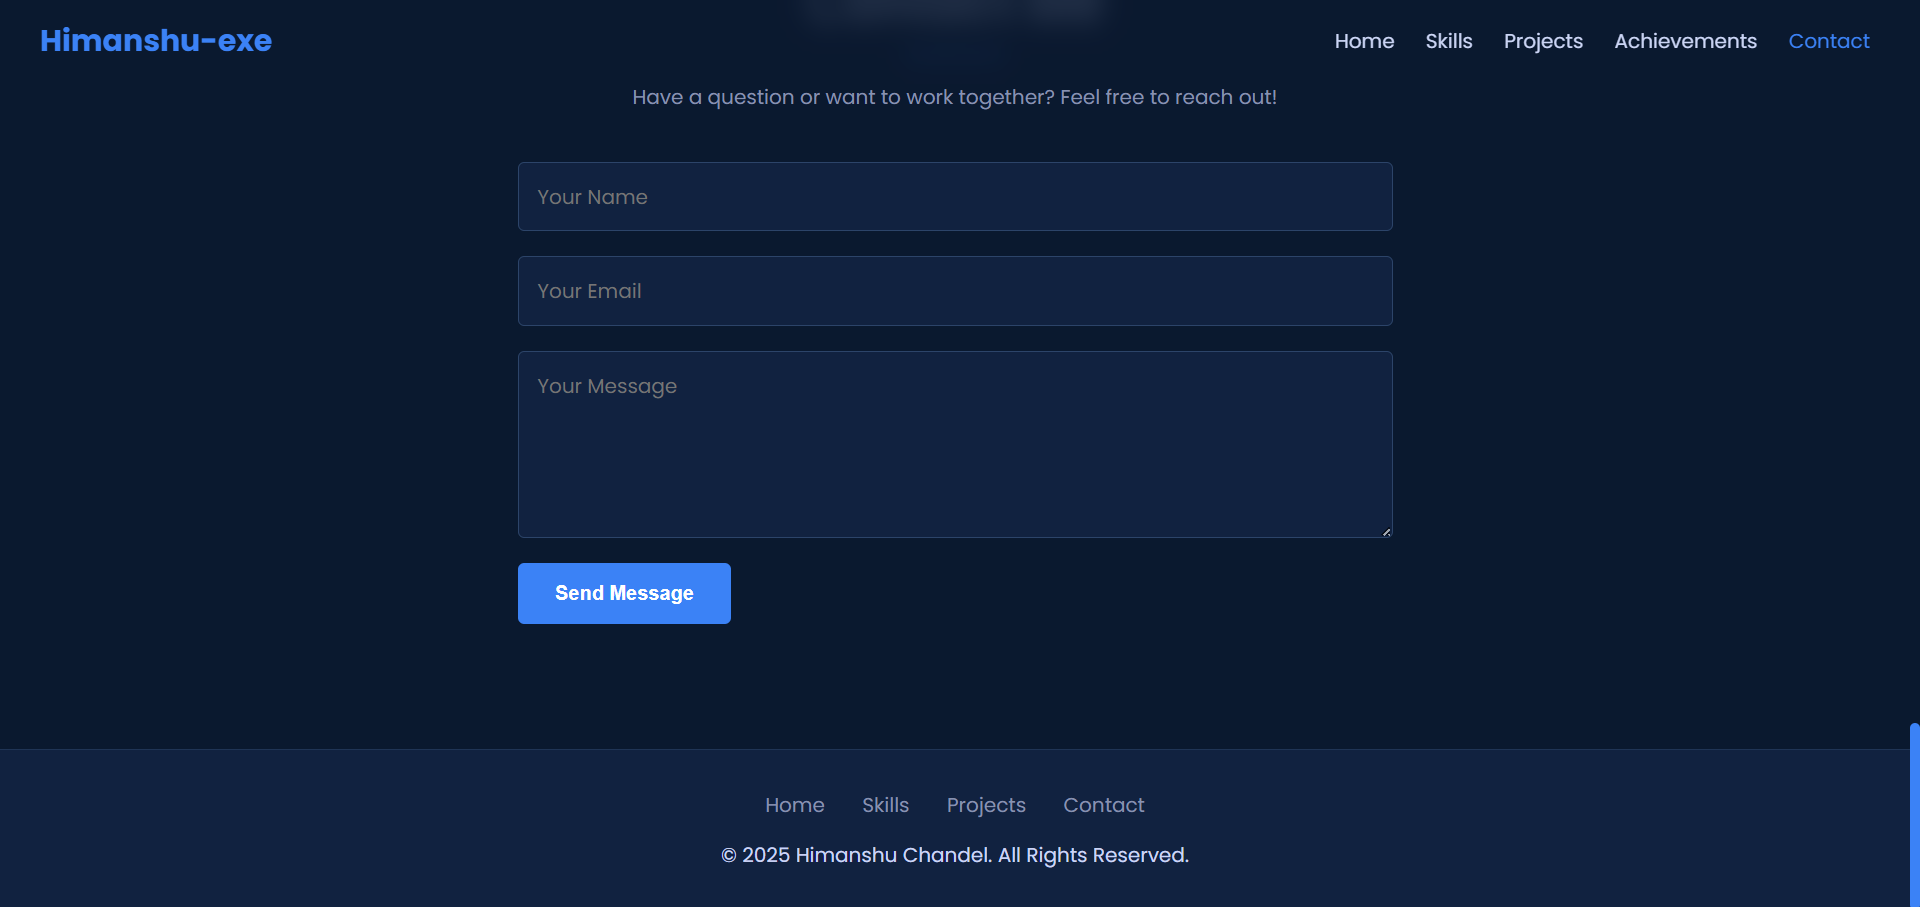 Himanshu-exe
Home Skills Projects Achievements Contact
Have a question or want to work together? Feel free to reach out!
Your Name
Your Email
Your Message
Send Message
Home Skills Projects Contact
© 2025 Himanshu Chandel. All Rights Reserved.